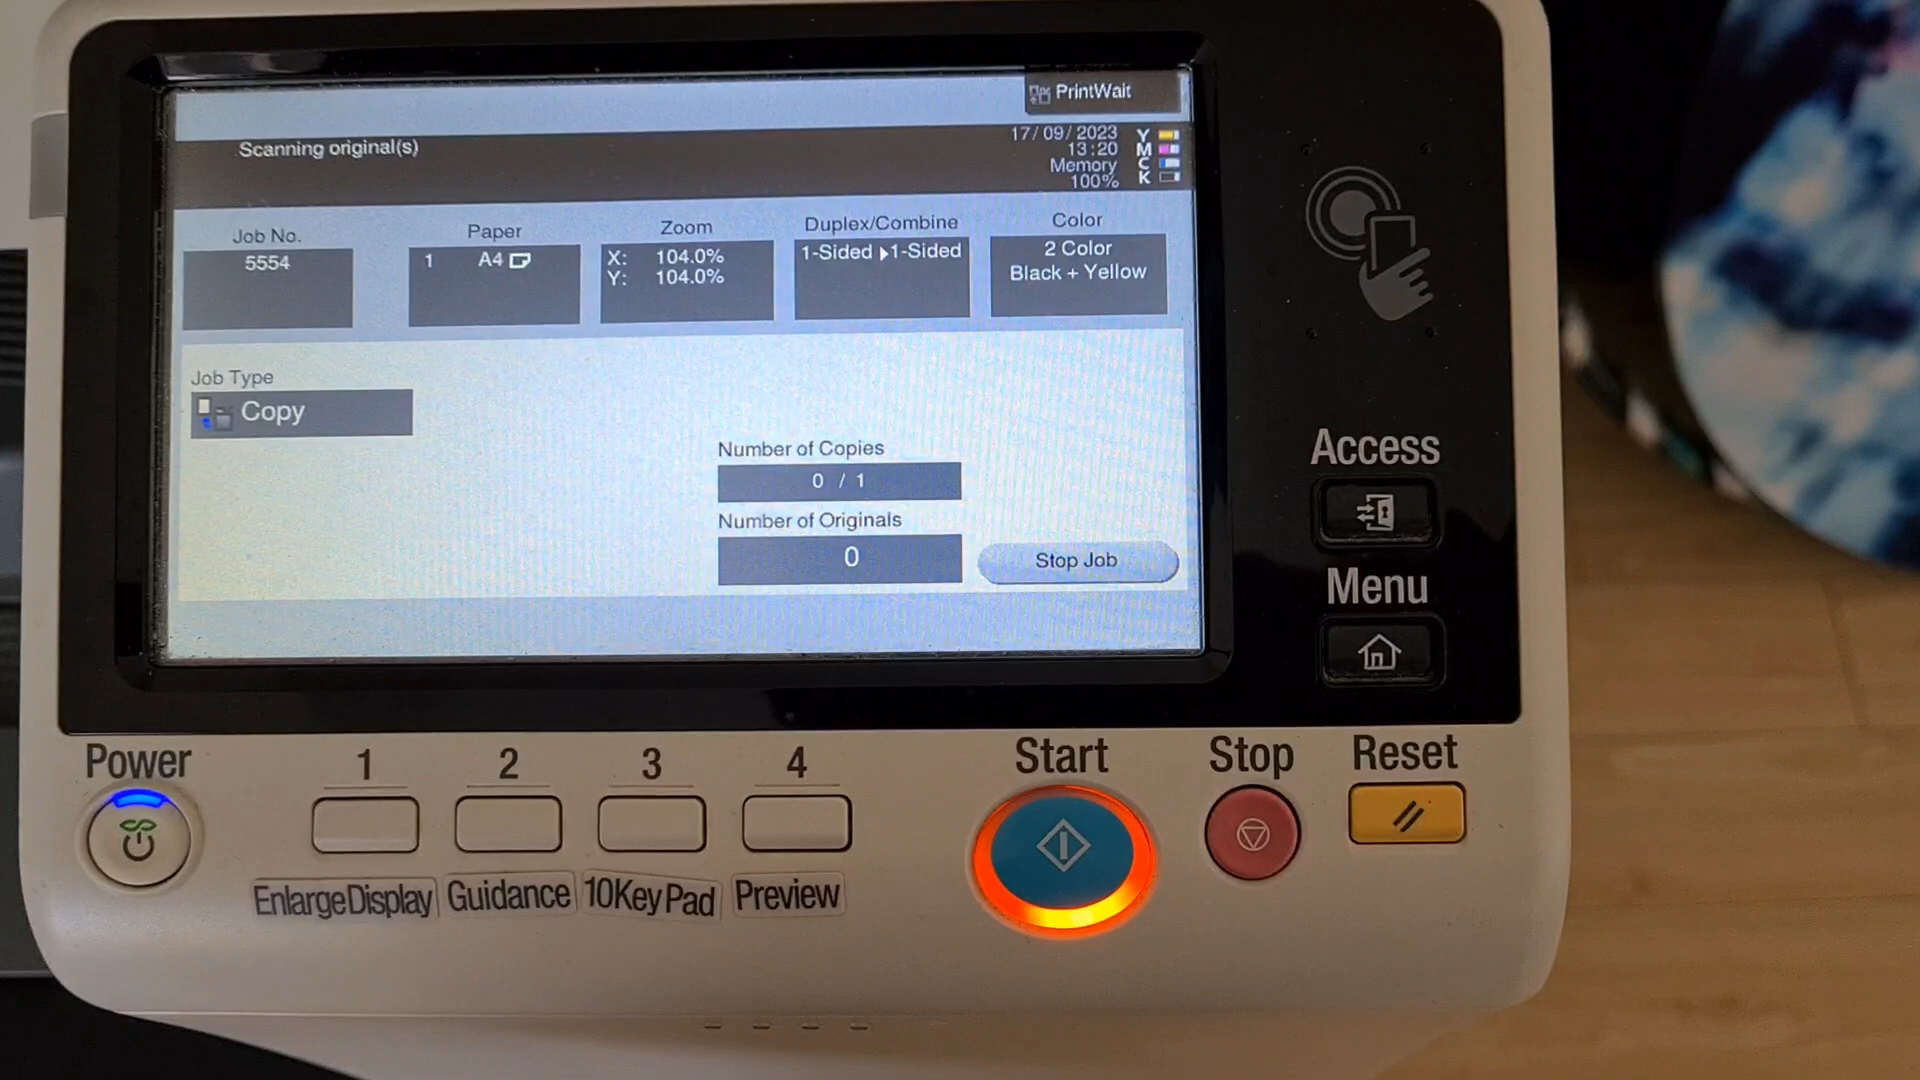 PrintWait
Scanning original(s)
17/09/2023
13:20
Memory
100%
Y
M
C
K
Job No.
5554
Paper
1 A4
Zoom
X: 104.0%
Y: 104.0%
Duplex/Combine
1-Sided ▶1-Sided
Color
2 Color
Black + Yellow
Job Type
Copy
Number of Copies
0 / 1
Number of Originals
0
Stop Job
Access
Menu
Power
1
2
3
4
Start
Stop
Reset
EnlargeDisplay
Guidance
10KeyPad
Preview